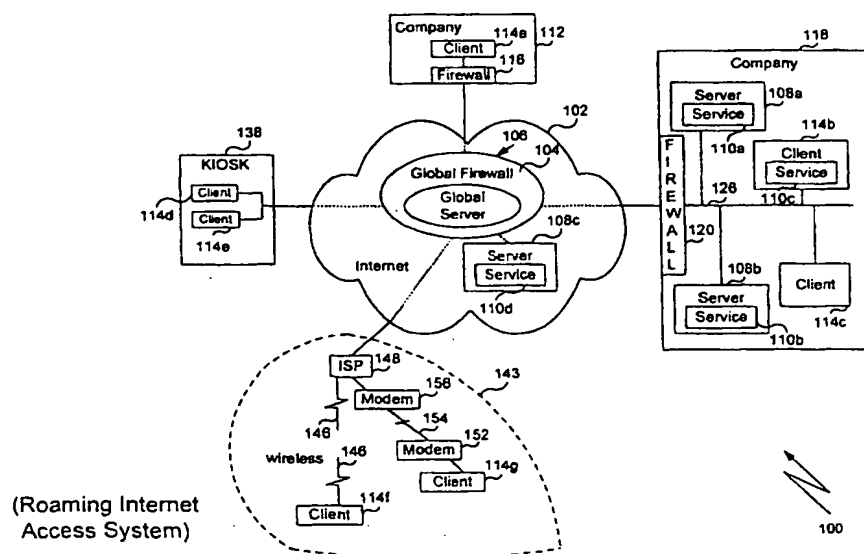 Company
114a
112
Client
116
Firewall
118
Company
Server
108a
Service
110a
114b
Client
Service
110c
126
FIREWALL
120
108b
Server
Service
110b
Client
114c
138
KIOSK
Client
114d
Client
114e
102
106
104
Global Firewall
Global
Server
Internet
108c
Server
Service
110d
ISP
148
143
156
Modem
154
146
146
152
wireless
Modem
114g
Client
114f
Client
(Roaming Internet
Access System)
100